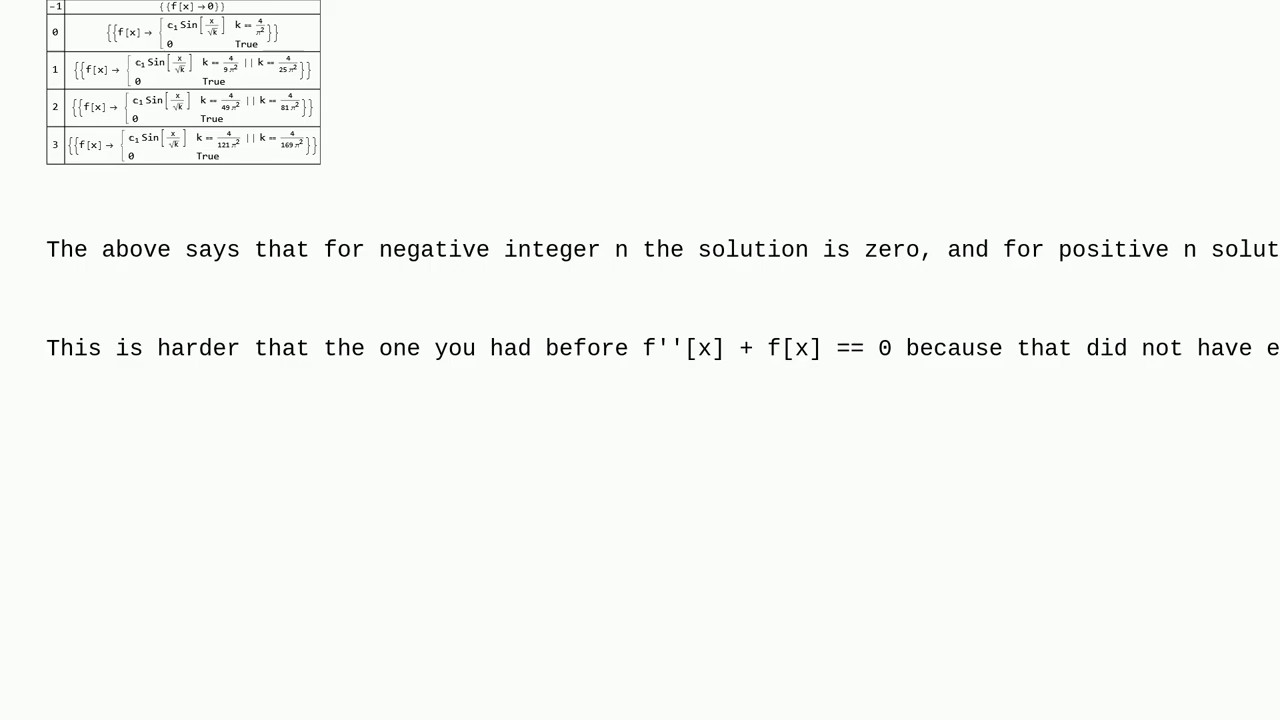 -1 {{f[x]→0}}
0 {{f[x]→{c₁ Sin[x/√k] k == 4/π²
0 True}}
1 {{f[x]→{c₁ Sin[x/√k] k == 4/(9 π²) || k == 4/(25 π²)
0 True}}
2 {{f[x]→{c₁ Sin[x/√k] k == 4/(49 π²) || k == 4/(81 π²)
0 True}}
3 {{f[x]→{c₁ Sin[x/√k] k == 4/(121 π²) || k == 4/(169 π²)
0 True}}
The above says that for negative integer n the solution is zero, and for positive n solut
This is harder that the one you had before f''[x] + f[x] == 0 because that did not have e